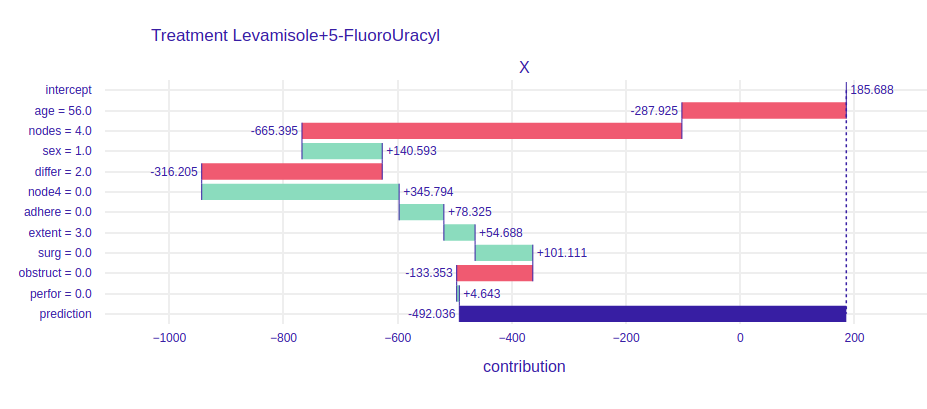 Treatment Levamisole+5-FluoroUracyl
X
intercept 185.688
age = 56.0 -287.925
nodes = 4.0 -665.395
sex = 1.0 +140.593
differ = 2.0 -316.205
node4 = 0.0 +345.794
adhere = 0.0 +78.325
extent = 3.0 +54.688
surg = 0.0 +101.111
obstruct = 0.0 -133.353
perfor = 0.0 +4.643
prediction -492.036
−1000 −800 −600 −400 −200 0 200
contribution